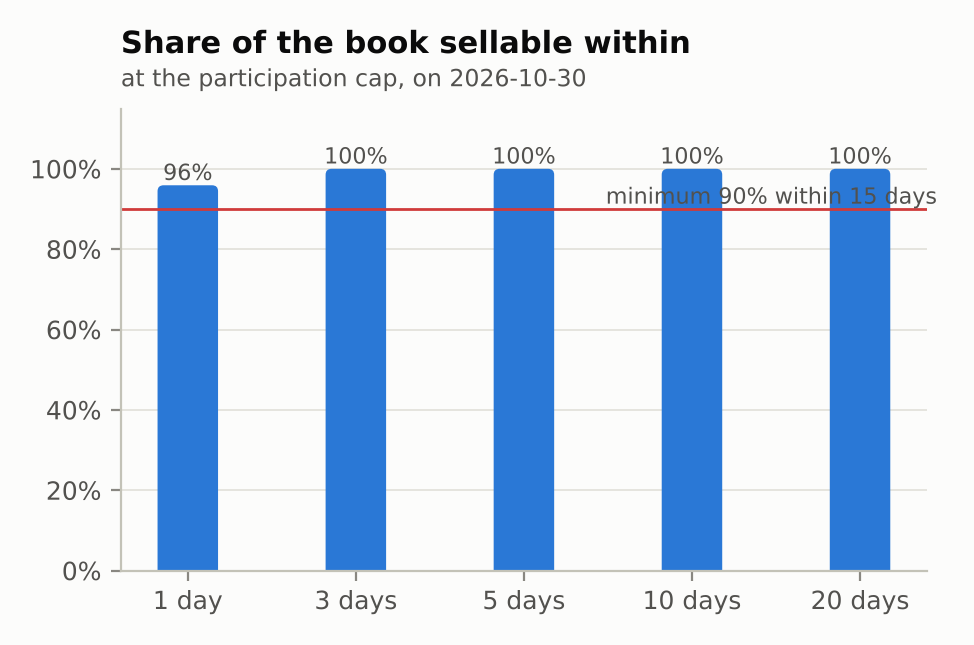 Share of the book sellable within
at the participation cap, on 2026-10-30
96%
100%
100%
100%
100%
minimum 90% within 15 days
100%
80%
60%
40%
20%
0%
1 day
3 days
5 days
10 days
20 days